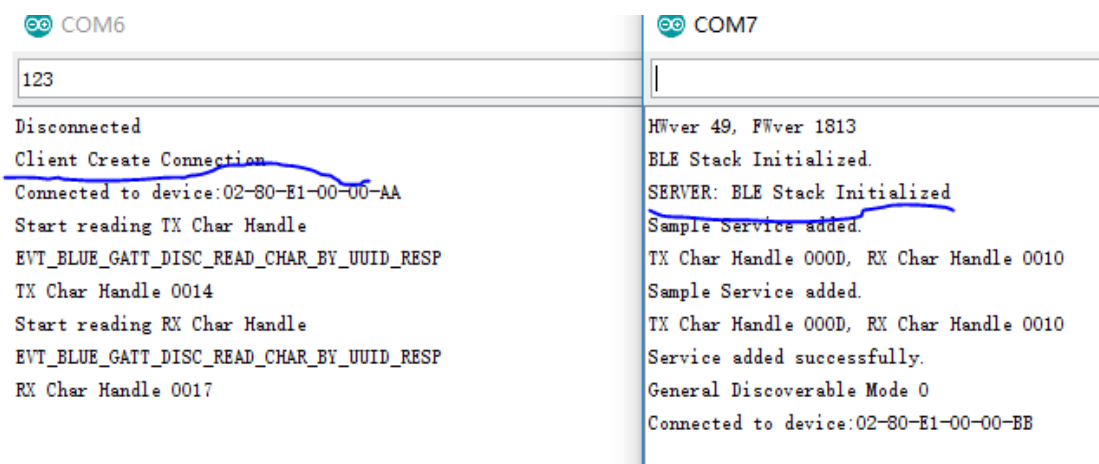 COM6
123
Disconnected
Client Create Connection
Connected to device:02-80-E1-00-00-AA
Start reading TX Char Handle
EVT_BLUE_GATT_DISC_READ_CHAR_BY_UUID_RESP
TX Char Handle 0014
Start reading RX Char Handle
EVT_BLUE_GATT_DISC_READ_CHAR_BY_UUID_RESP
RX Char Handle 0017
COM7
HWver 49, FWver 1813
BLE Stack Initialized.
SERVER: BLE Stack Initialized
Sample Service added.
TX Char Handle 000D, RX Char Handle 0010
Sample Service added.
TX Char Handle 000D, RX Char Handle 0010
Service added successfully.
General Discoverable Mode 0
Connected to device:02-80-E1-00-00-BB